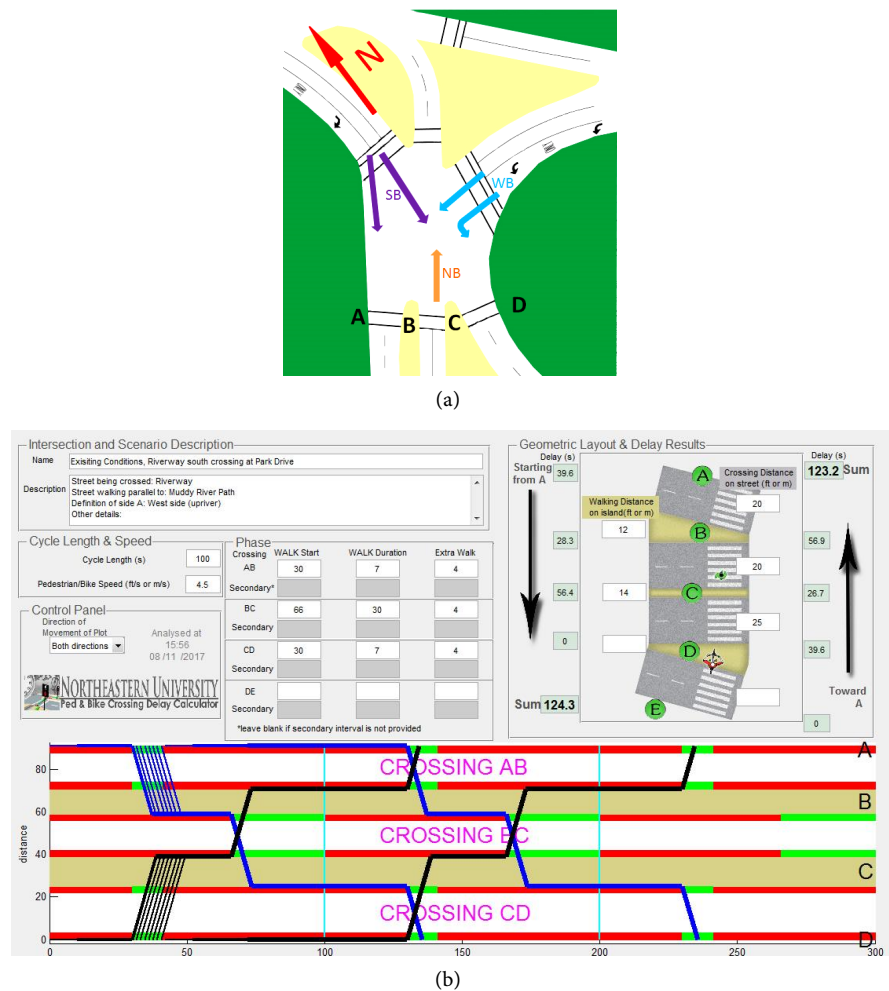 N
SB
WB
NB
A
B
C
D
(a)
Intersection and Scenario Description
Name
Exisiting Conditions, Riverway south crossing at Park Drive
Description
Street being crossed: Riverway
Street walking parallel to: Muddy River Path
Definition of side A: West side (upriver)
Other details:
Cycle Length & Speed
Cycle Length (s) 100
Pedestrian/Bike Speed (ft/s or m/s) 4.5
Control Panel
Direction of
Movement of Plot
Both directions
Analysed at
15:56
08 /11 /2017
NORTHEASTERN UNIVERSITY
Ped & Bike Crossing Delay Calculator
Phase
Crossing WALK Start WALK Duration Extra Walk
AB 30 7 4
Secondary*
BC 66 30 4
Secondary
CD 30 7 4
Secondary
DE
Secondary
*leave blank if secondary interval is not provided
Geometric Layout & Delay Results
Delay (s)
Starting
from A
39.6
28.3
56.4
0
Sum 124.3
Walking Distance
on island(ft or m)
12
14
Crossing Distance
on street (ft or m)
20
20
25
A
B
C
D
E
Delay (s)
123.2 Sum
56.9
26.7
39.6
Toward
A
0
distance
80
60
40
20
0
CROSSING AB
CROSSING BC
CROSSING CD
A
B
C
D
0 50 100 150 200 250 300
(b)